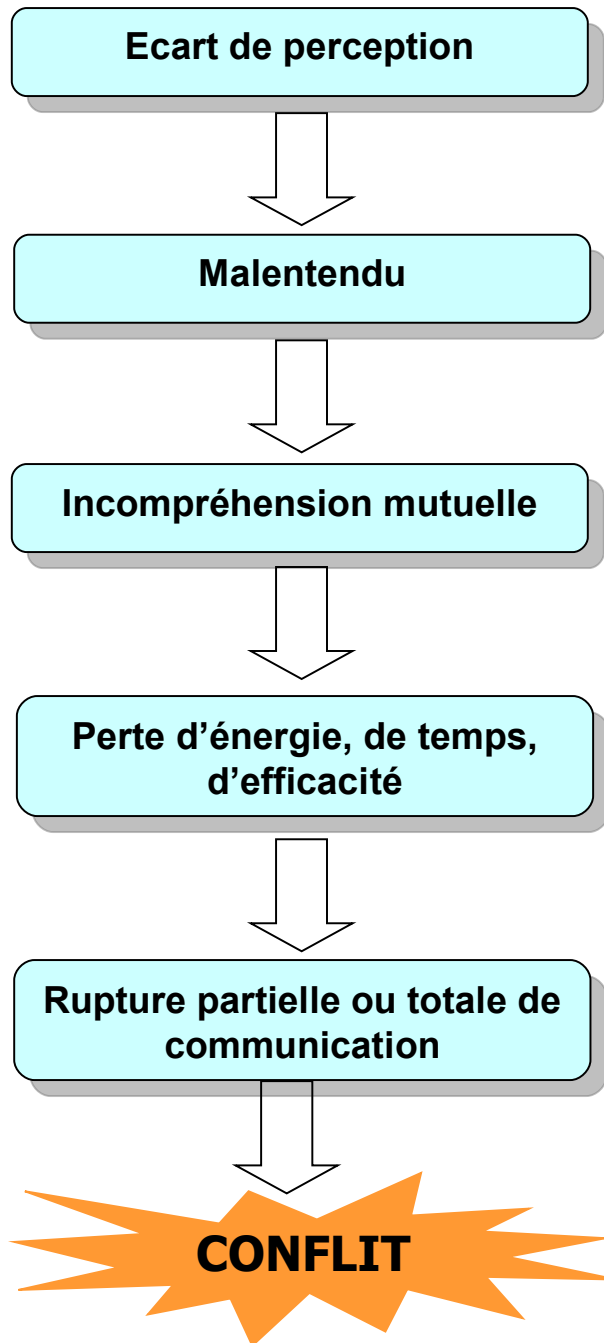 Ecart de perception
Malentendu
Incompréhension mutuelle
Perte d’énergie, de temps,
d’efficacité
Rupture partielle ou totale de
communication
CONFLIT